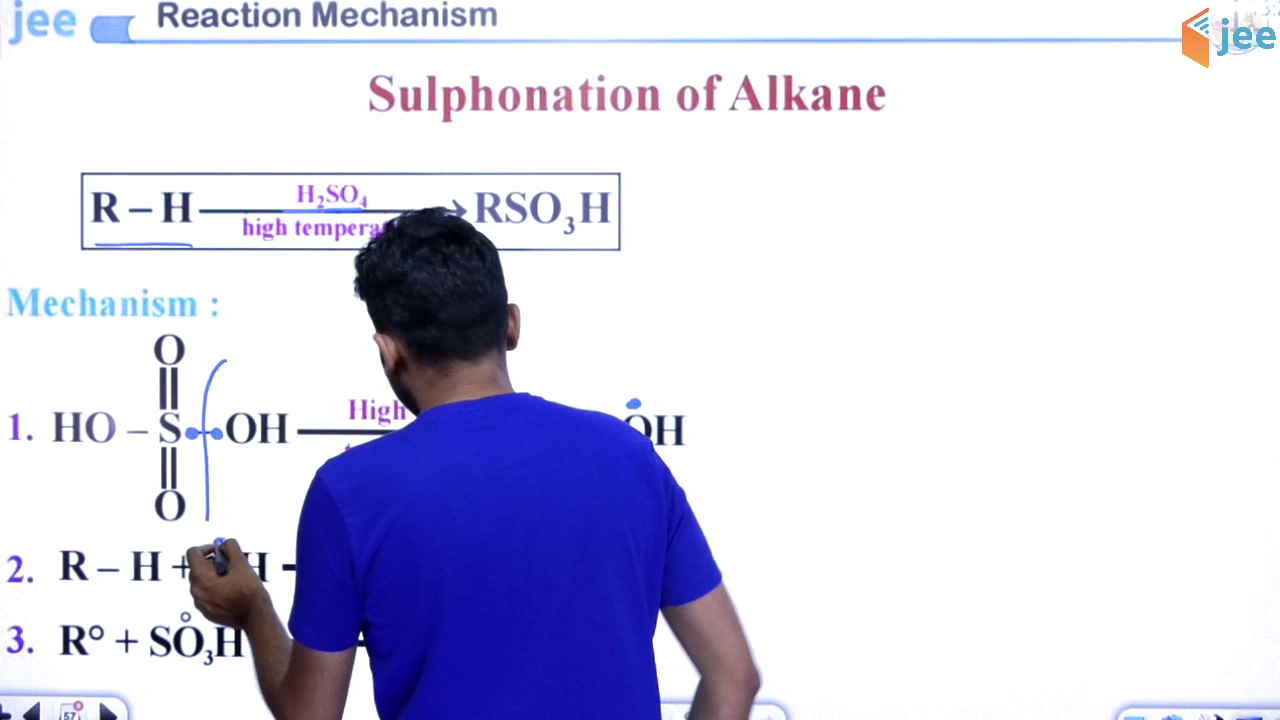 jee Reaction Mechanism
jee
Sulphonation of Alkane
R – H H₂SO₄ → RSO₃H
high
Mechanism :
O
1. HO – S – OH High OH
O
2. R – H + H
3. R° + SO₃H
57